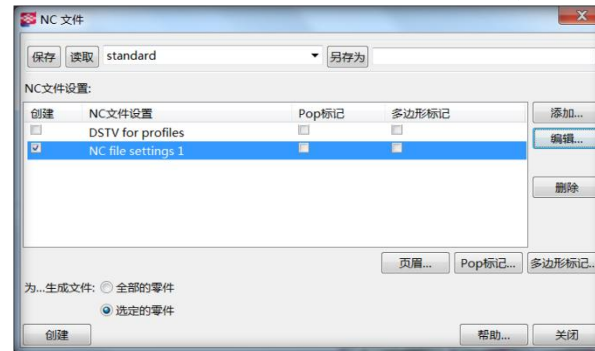 NC 文件
保存 读取 standard 另存为
NC文件设置:
创建 NC文件设置 Pop标记 多边形标记 添加...
DSTV for profiles 编辑...
NC file settings 1
删除
页眉... Pop标记... 多边形标记...
为...生成文件: 全部的零件
选定的零件
创建 帮助... 关闭